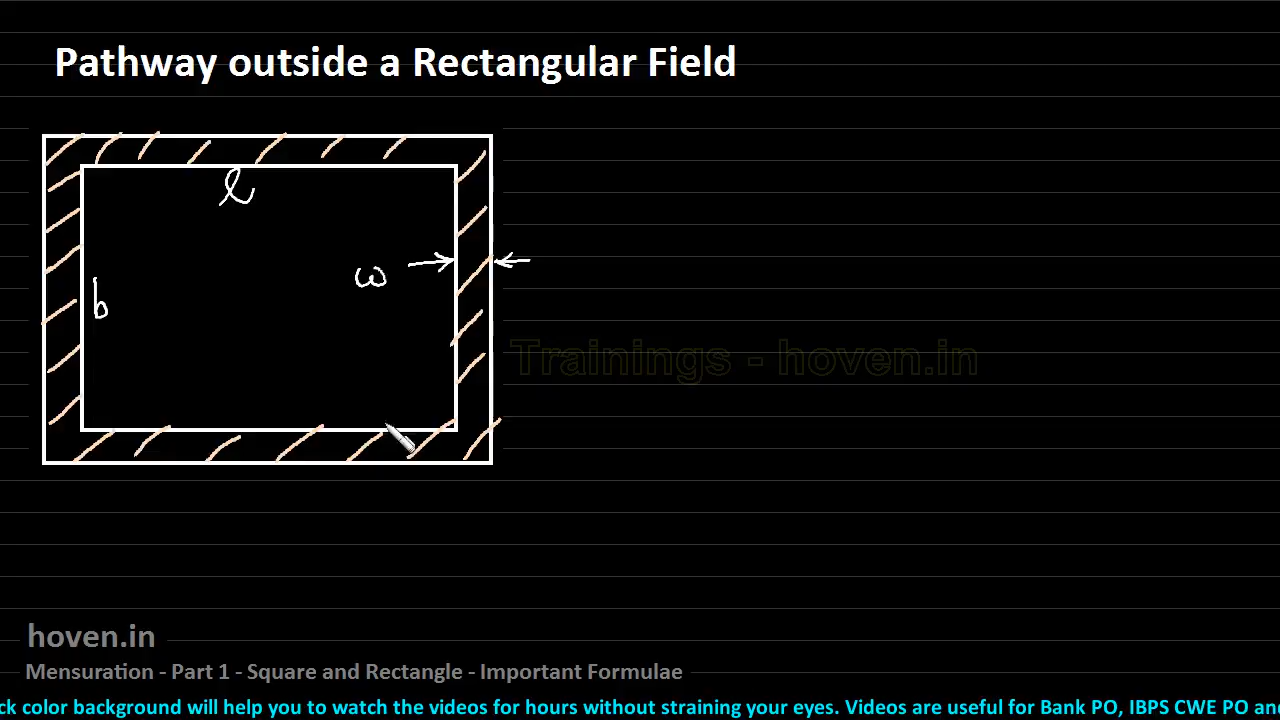 Pathway outside a Rectangular Field
l
w
b
Trainings - hoven.in
hoven.in
Mensuration - Part 1 - Square and Rectangle - Important Formulae
ck color background will help you to watch the videos for hours without straining your eyes. Videos are useful for Bank PO, IBPS CWE PO and